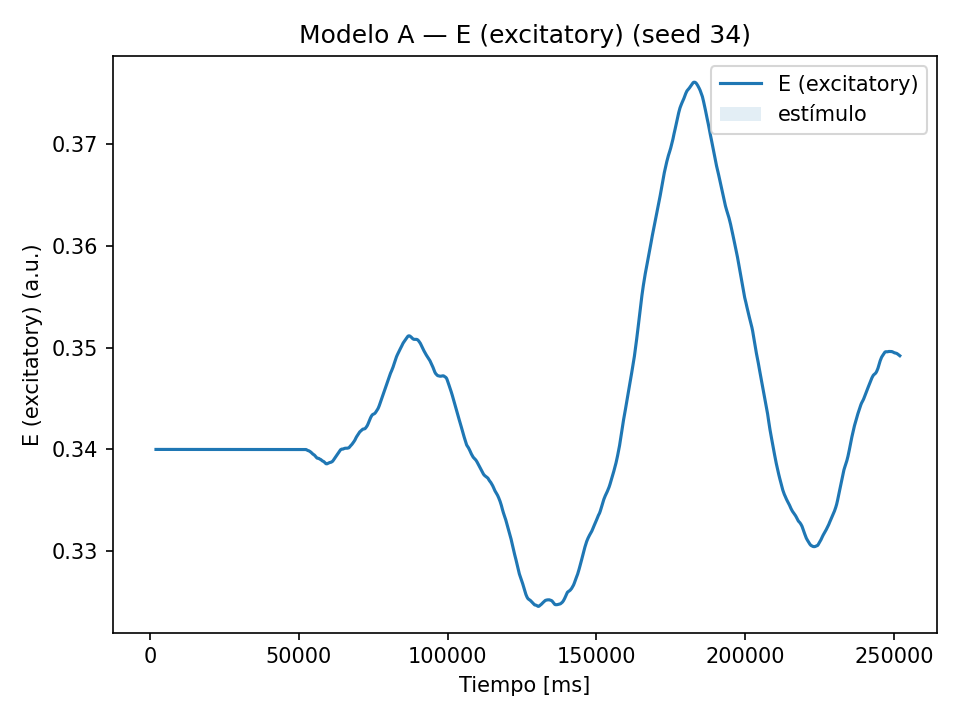 Modelo A — E (excitatory) (seed 34)
E (excitatory)
estímulo
E (excitatory) (a.u.)
0.37
0.36
0.35
0.34
0.33
0 50000 100000 150000 200000 250000
Tiempo [ms]